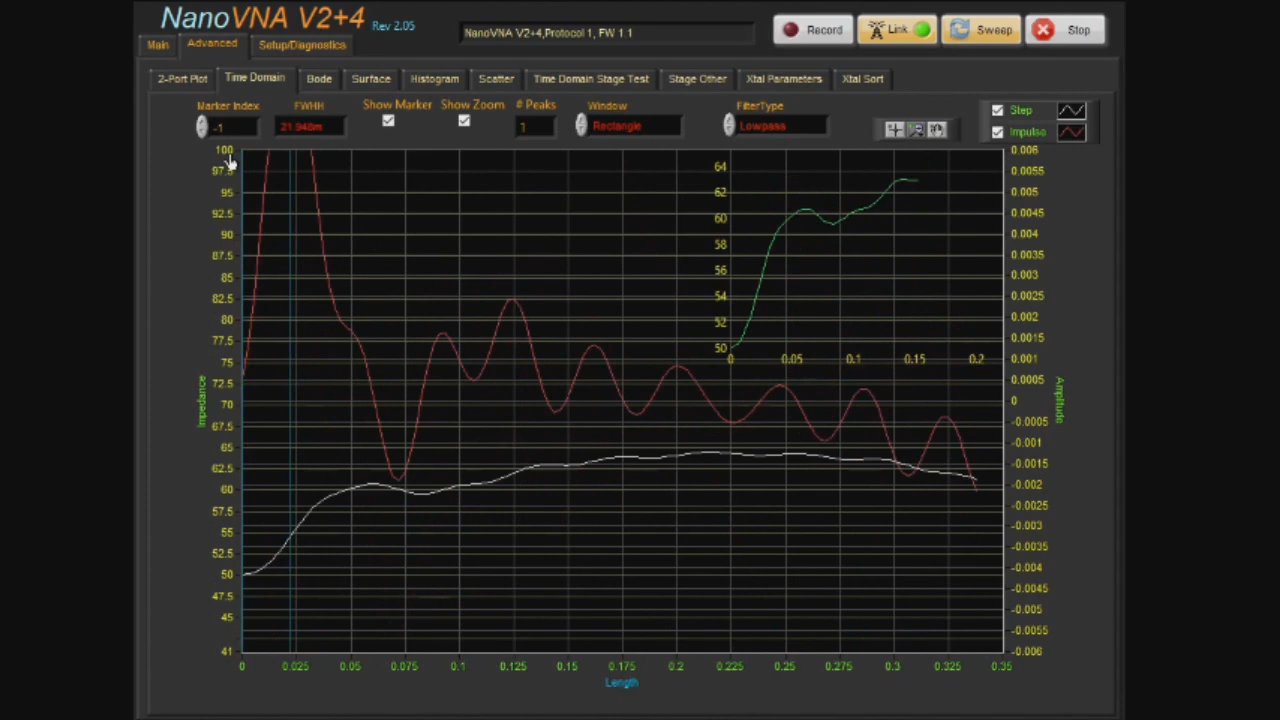 NanoVNA V2+4 Rev 2.05
NanoVNA V2+4,Protocol 1, FW 1.1
Record
Link
Sweep
Stop
Main
Advanced
Setup/Diagnostics
2-Port Plot
Time Domain
Bode
Surface
Histogram
Scatter
Time Domain Stage Test
Stage Other
Xtal Parameters
Xtal Sort
Marker Index
FWHH
Show Marker
Show Zoom
# Peaks
Window
FilterType
-1
21.948m
1
Rectangle
Lowpass
Step
Impulse
100
97.5
95
92.5
90
87.5
85
82.5
80
77.5
75
72.5
70
67.5
65
62.5
60
57.5
55
52.5
50
47.5
45
41
Impedance
64
62
60
58
56
54
52
50
0
0.05
0.1
0.15
0.2
0.006
0.0055
0.005
0.0045
0.004
0.0035
0.003
0.0025
0.002
0.0015
0.001
0.0005
0
-0.0005
-0.001
-0.0015
-0.002
-0.0025
-0.003
-0.0035
-0.004
-0.0045
-0.005
-0.0055
-0.006
Amplitude
0
0.025
0.05
0.075
0.1
0.125
0.15
0.175
0.2
0.225
0.25
0.275
0.3
0.325
0.35
Length